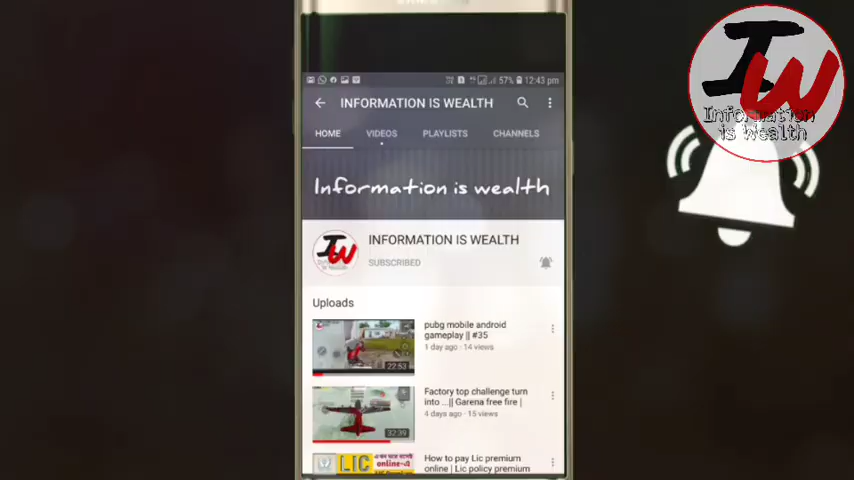 57% 12:43 pm
INFORMATION IS WEALTH
HOME VIDEOS PLAYLISTS CHANNELS
Information is wealth
IW
INFORMATION IS WEALTH
SUBSCRIBED
Uploads
pubg mobile android
gameplay || #35
1 day ago · 14 views
22:53
Factory top challenge turn
into ...|| Garena free fire |
4 days ago · 15 views
32:39
LIC online-এ
How to pay Lic premium
online | Lic policy premium
IW
Information
is Wealth